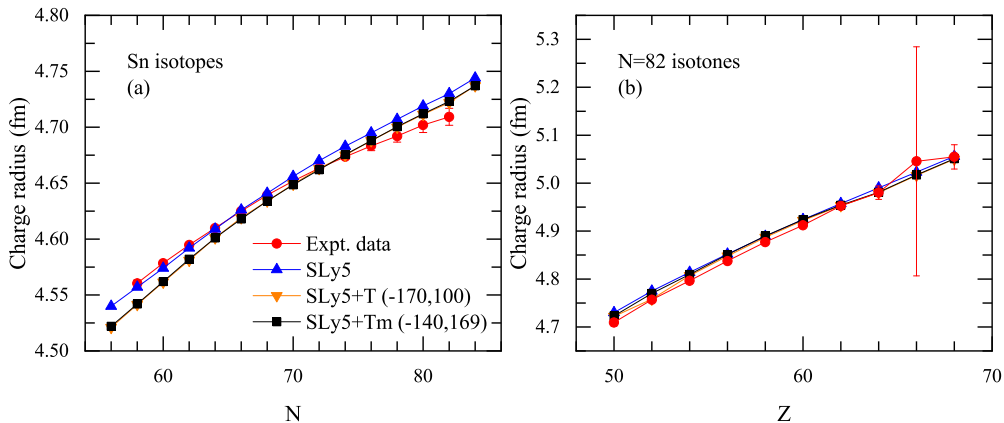 4.80
4.75
4.70
4.65
4.60
4.55
4.50
Charge radius (fm)
Sn isotopes
(a)
Expt. data
SLy5
SLy5+T (-170,100)
SLy5+Tm (-140,169)
60
70
80
N
5.3
5.2
5.1
5.0
4.9
4.8
4.7
Charge radius (fm)
N=82 isotones
(b)
50
60
70
Z